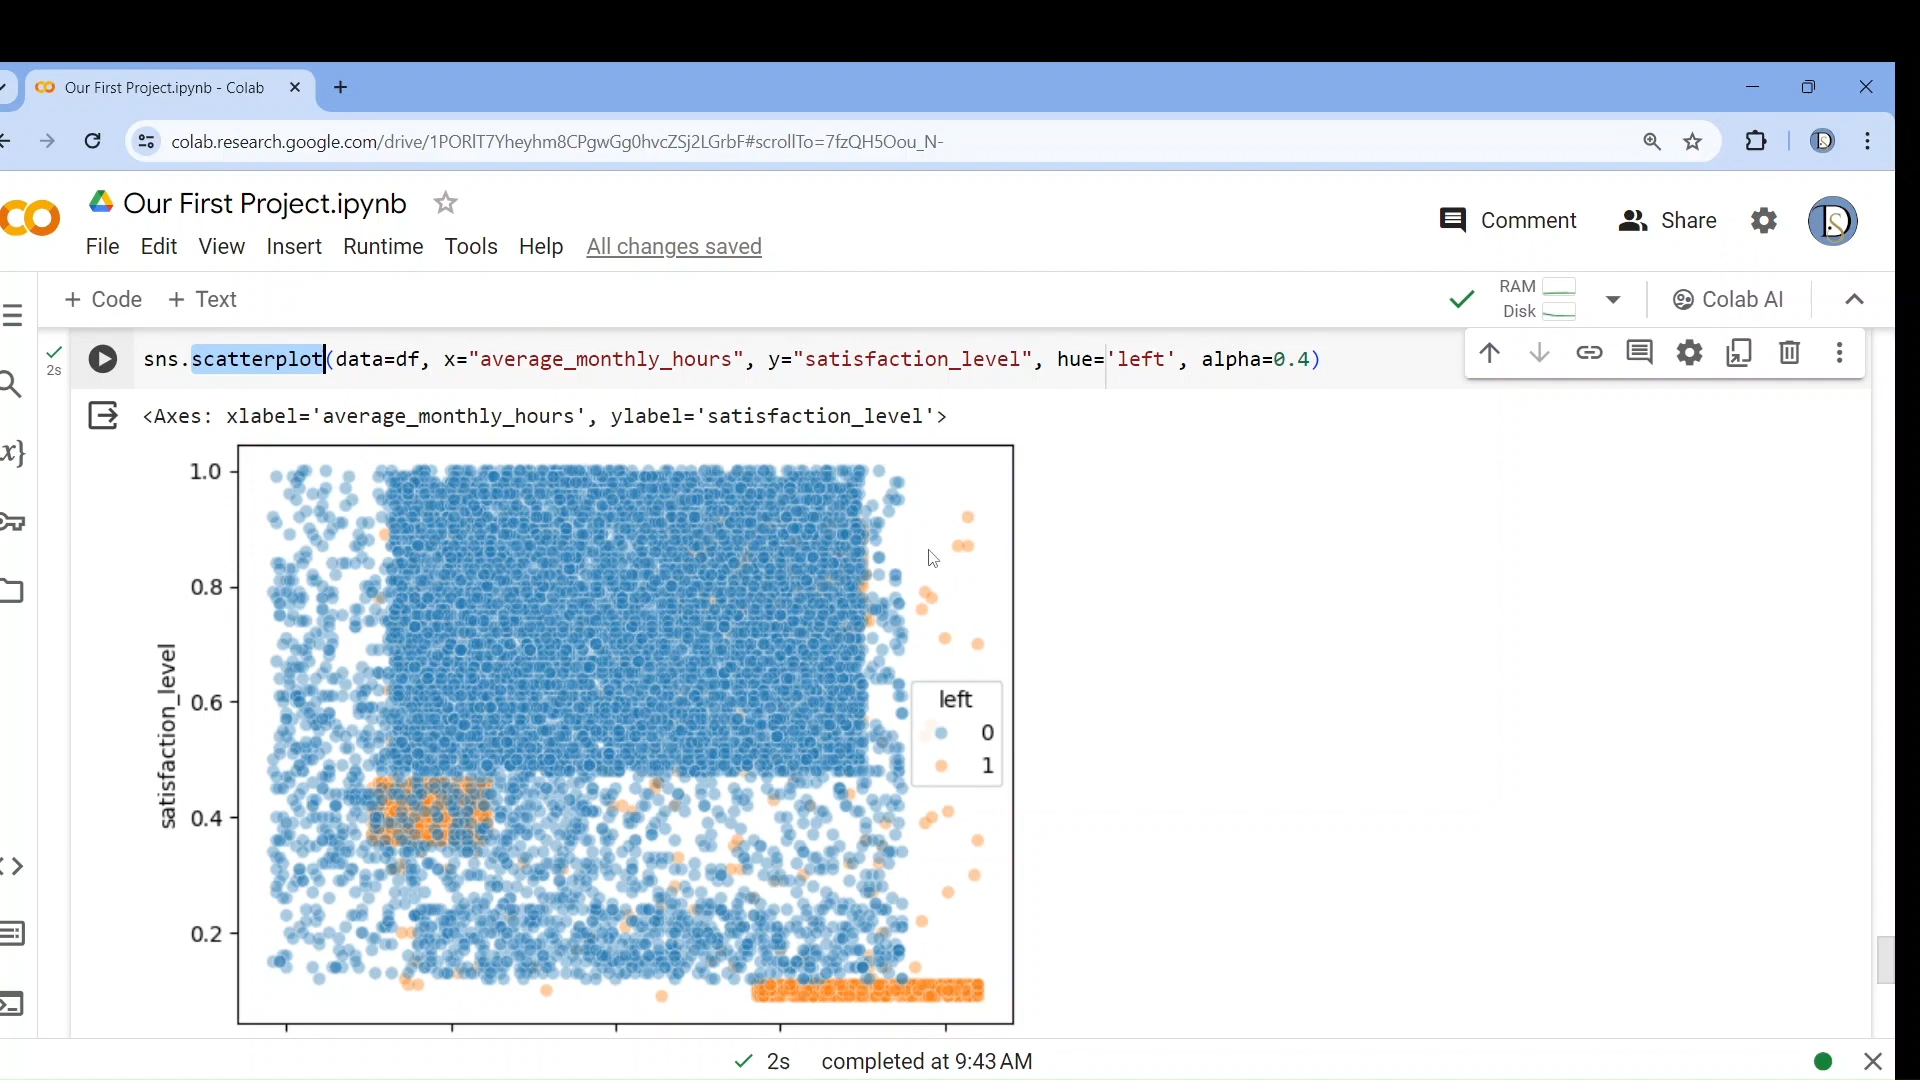 Our First Project.ipynb - Colab
colab.research.google.com/drive/1PORlT7Yheyhm8CPgwGg0hvcZSj2LGrbF#scrollTo=7fzQH5Oou_N-
Our First Project.ipynb
Comment
Share
File Edit View Insert Runtime Tools Help All changes saved
+ Code + Text
RAM
Disk
Colab AI
2s
sns.scatterplot(data=df, x="average_monthly_hours", y="satisfaction_level", hue='left', alpha=0.4)
<Axes: xlabel='average_monthly_hours', ylabel='satisfaction_level'>
1.0
0.8
0.6
0.4
0.2
satisfaction_level
left
0
1
2s completed at 9:43 AM